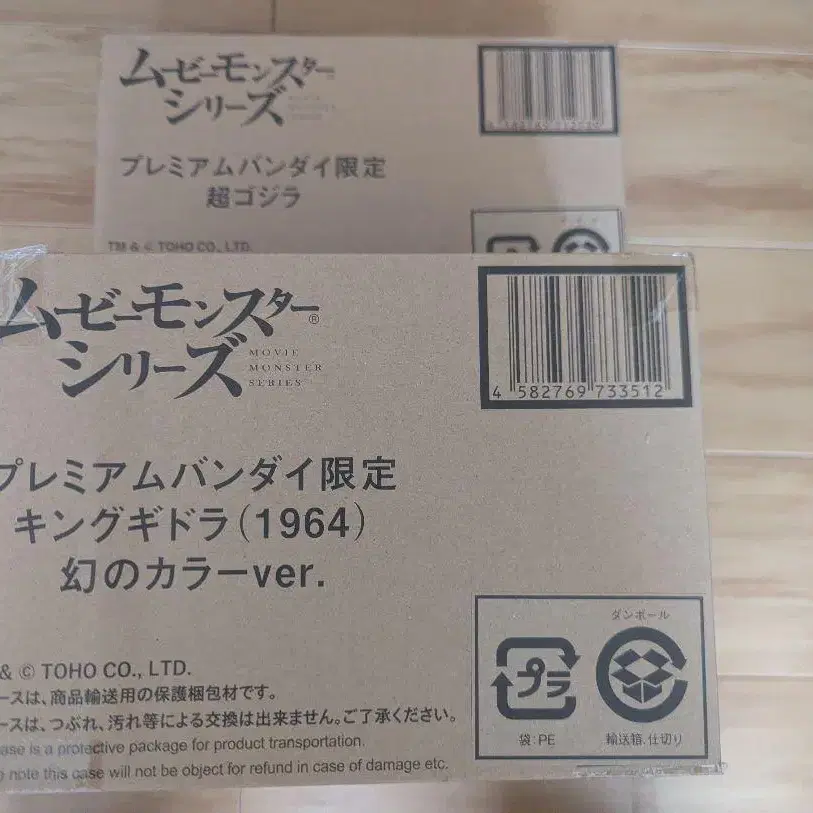 ムービーモンスター
シリーズ
プレミアムバンダイ限定
超ゴジラ
TM & © TOHO CO., LTD.
ムービーモンスター®
シリーズ
MOVIE
MONSTER
SERIES
4 582769 733512
プレミアムバンダイ限定
キングギドラ(1964)
幻のカラーver.
& © TOHO CO., LTD.
ースは、商品輸送用の保護梱包材です。
ースは、つぶれ、汚れ等による交換は出来ません。ご了承ください。
ase is a protective package for product transportation.
note this case will not be object for refund in case of damage etc.
ダンボール
プラ
袋:PE
輸送箱、仕切り